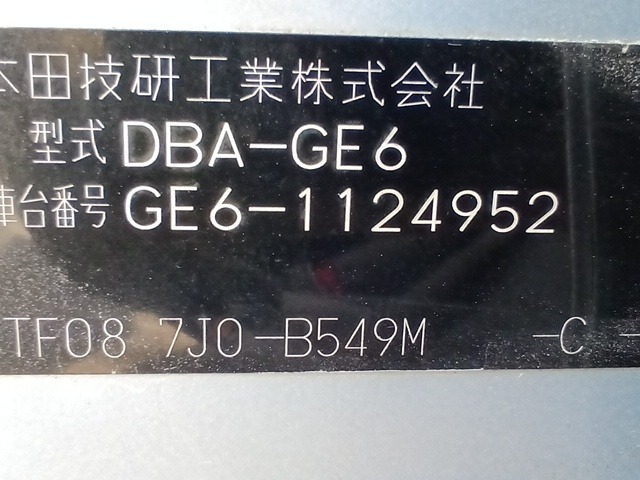 本田技研工業株式会社
型式 DBA-GE6
車台番号 GE6-1124952
TF08 7J0-B549M -C -